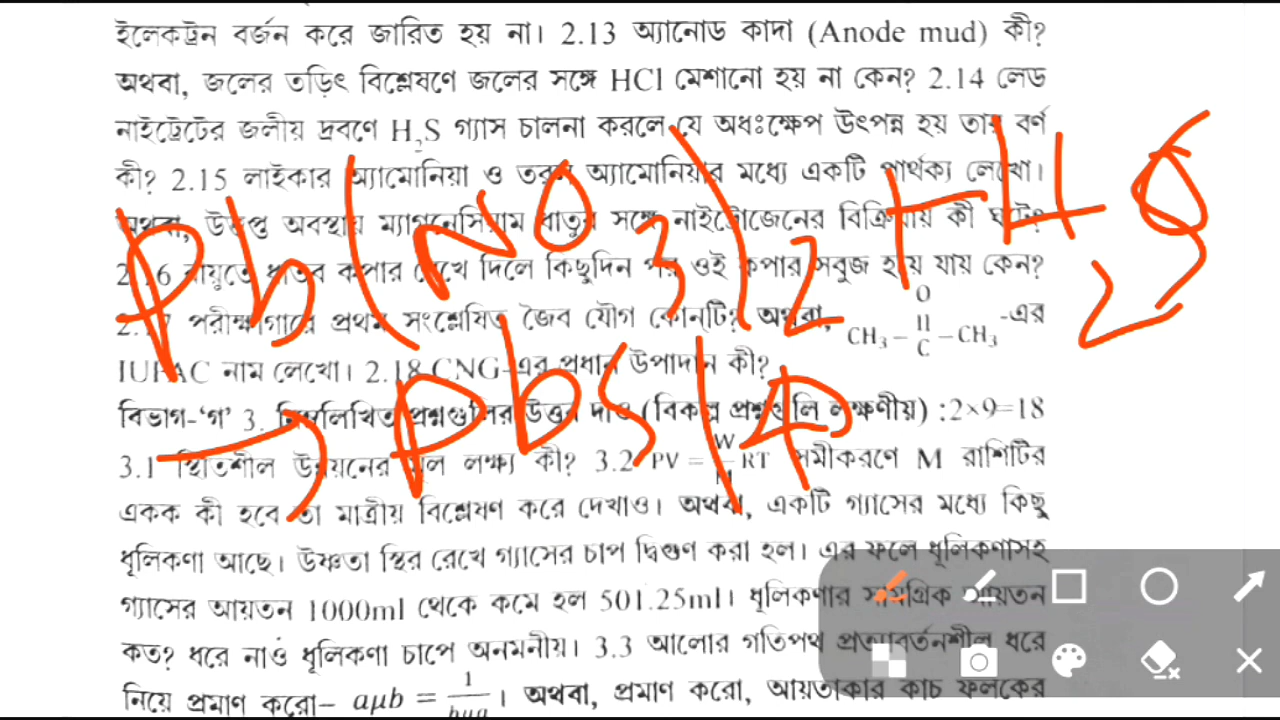 ইলেকট্রন বর্জন করে জারিত হয় না। 2.13 অ্যানোড কাদা (Anode mud) কী?
অথবা, জলের তড়িৎ বিশ্লেষণে জলের সঙ্গে HCl মেশানো হয় না কেন? 2.14 লেড
নাইট্রেটের জলীয় দ্রবণে H₂S গ্যাস চালনা করলে যে অধঃক্ষেপ উৎপন্ন হয় তার বর্ণ
কী? 2.15 লাইকার অ্যামোনিয়া ও তরল অ্যামোনিয়ার মধ্যে একটি পার্থক্য লেখো।
অথবা, উত্তপ্ত অবস্থায় ম্যাগনেসিয়াম ধাতুর সঙ্গে নাইট্রোজেনের বিক্রিয়ায় কী ঘটে?
Pb(NO3)2 + H2S
2.16 বায়ুতে ধাতব কপার রেখে দিলে কিছুদিন পর ওই কপার সবুজ হয়ে যায় কেন?
2.17 পরীক্ষাগারে প্রথম সংশ্লেষিত জৈব যৌগ কোনটি? অথবা, CH₃–C(=O)–CH₃ -এর
IUPAC নাম লেখো। 2.18 CNG-এর প্রধান উপাদান কী?
→ PbS
বিভাগ-‘গ’ 3. নিম্নলিখিত প্রশ্নগুলির উত্তর দাও (বিকল্প প্রশ্নগুলি লক্ষণীয়) :2×9=18
3.1 স্থিতিশীল উন্নয়নের মূল লক্ষ্য কী? 3.2 PV = W/M RT সমীকরণে M রাশিটির
একক কী হবে তা মাত্রীয় বিশ্লেষণ করে দেখাও। অথবা, একটি গ্যাসের মধ্যে কিছু
ধূলিকণা আছে। উষ্ণতা স্থির রেখে গ্যাসের চাপ দ্বিগুণ করা হল। এর ফলে ধূলিকণাসহ
গ্যাসের আয়তন 1000ml থেকে কমে হল 501.25ml। ধূলিকণার সামগ্রিক আয়তন
কত? ধরে নাও ধূলিকণা চাপে অনমনীয়। 3.3 আলোর গতিপথ প্রত্যাবর্তনশীল ধরে
নিয়ে প্রমাণ করো– aμb = 1/bμa। অথবা, প্রমাণ করো, আয়তাকার কাচ ফলকের